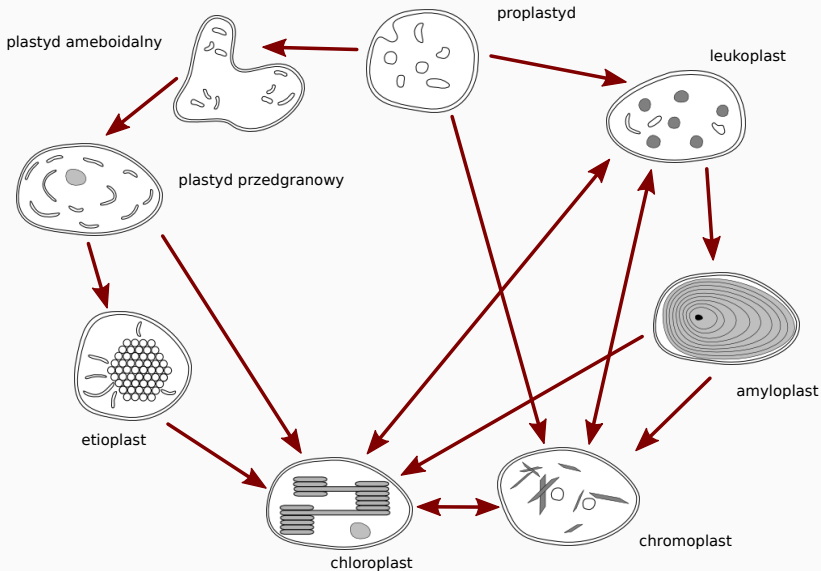 proplastyd
plastyd ameboidalny
leukoplast
plastyd przedgranowy
amyloplast
etioplast
chromoplast
chloroplast